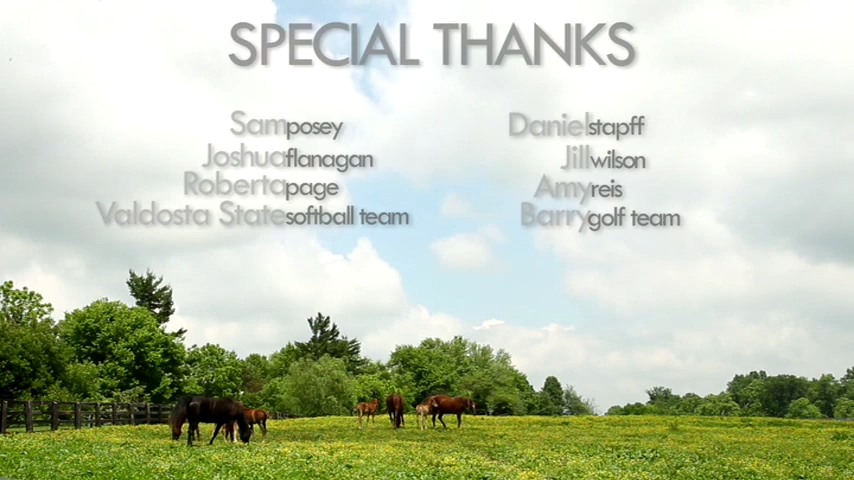 SPECIAL THANKS
Samposey
Joshuaflanagan
Robertapage
Valdosta Statesoftball team
Danielstapff
Jillwilson
Amyreis
Barrygolf team